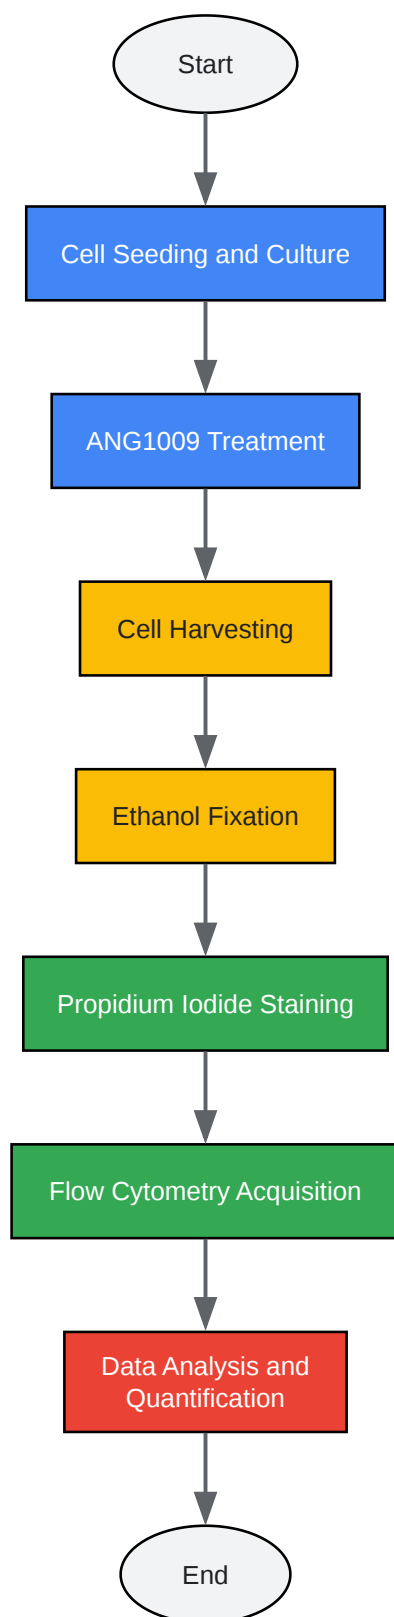 Start
Cell Seeding and Culture
ANG1009 Treatment
Cell Harvesting
Ethanol Fixation
Propidium Iodide Staining
Flow Cytometry Acquisition
Data Analysis and
Quantification
End